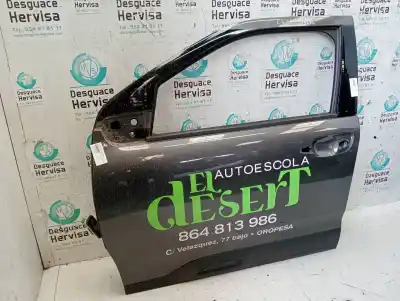 AUTOESCOLA
EL
DESERT
864 813 986
C/ Velazquez, 77 bajo • OROPESA
Desguace
Hervisa